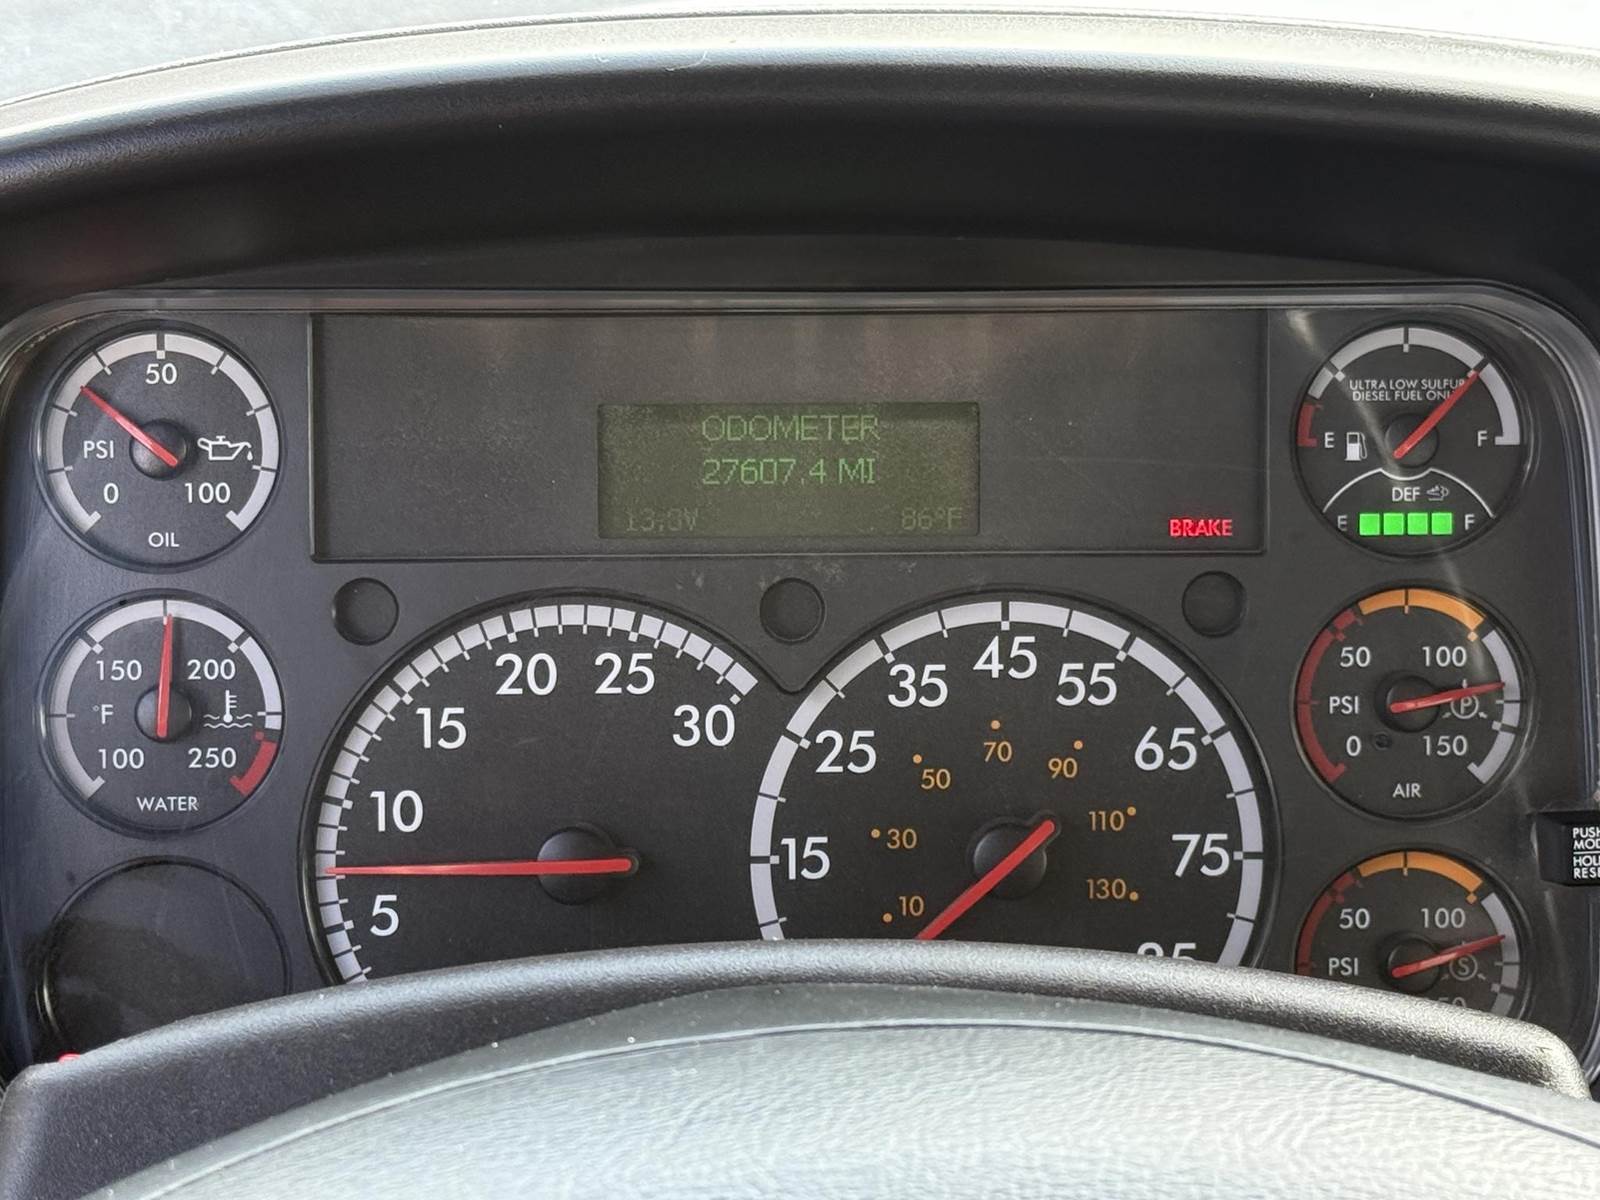 50
PSI
0
100
OIL
ODOMETER
27607.4 MI
86°F
BRAKE
ULTRA LOW SULFUR
DIESEL FUEL ONLY
E
F
DEF
E
F
150
200
°F
100
250
WATER
5
10
15
20
25
30
15
25
35
45
55
65
75
10
30
50
70
90
110
130
50
100
PSI
P
0
150
AIR
50
100
PSI
S
PUSH